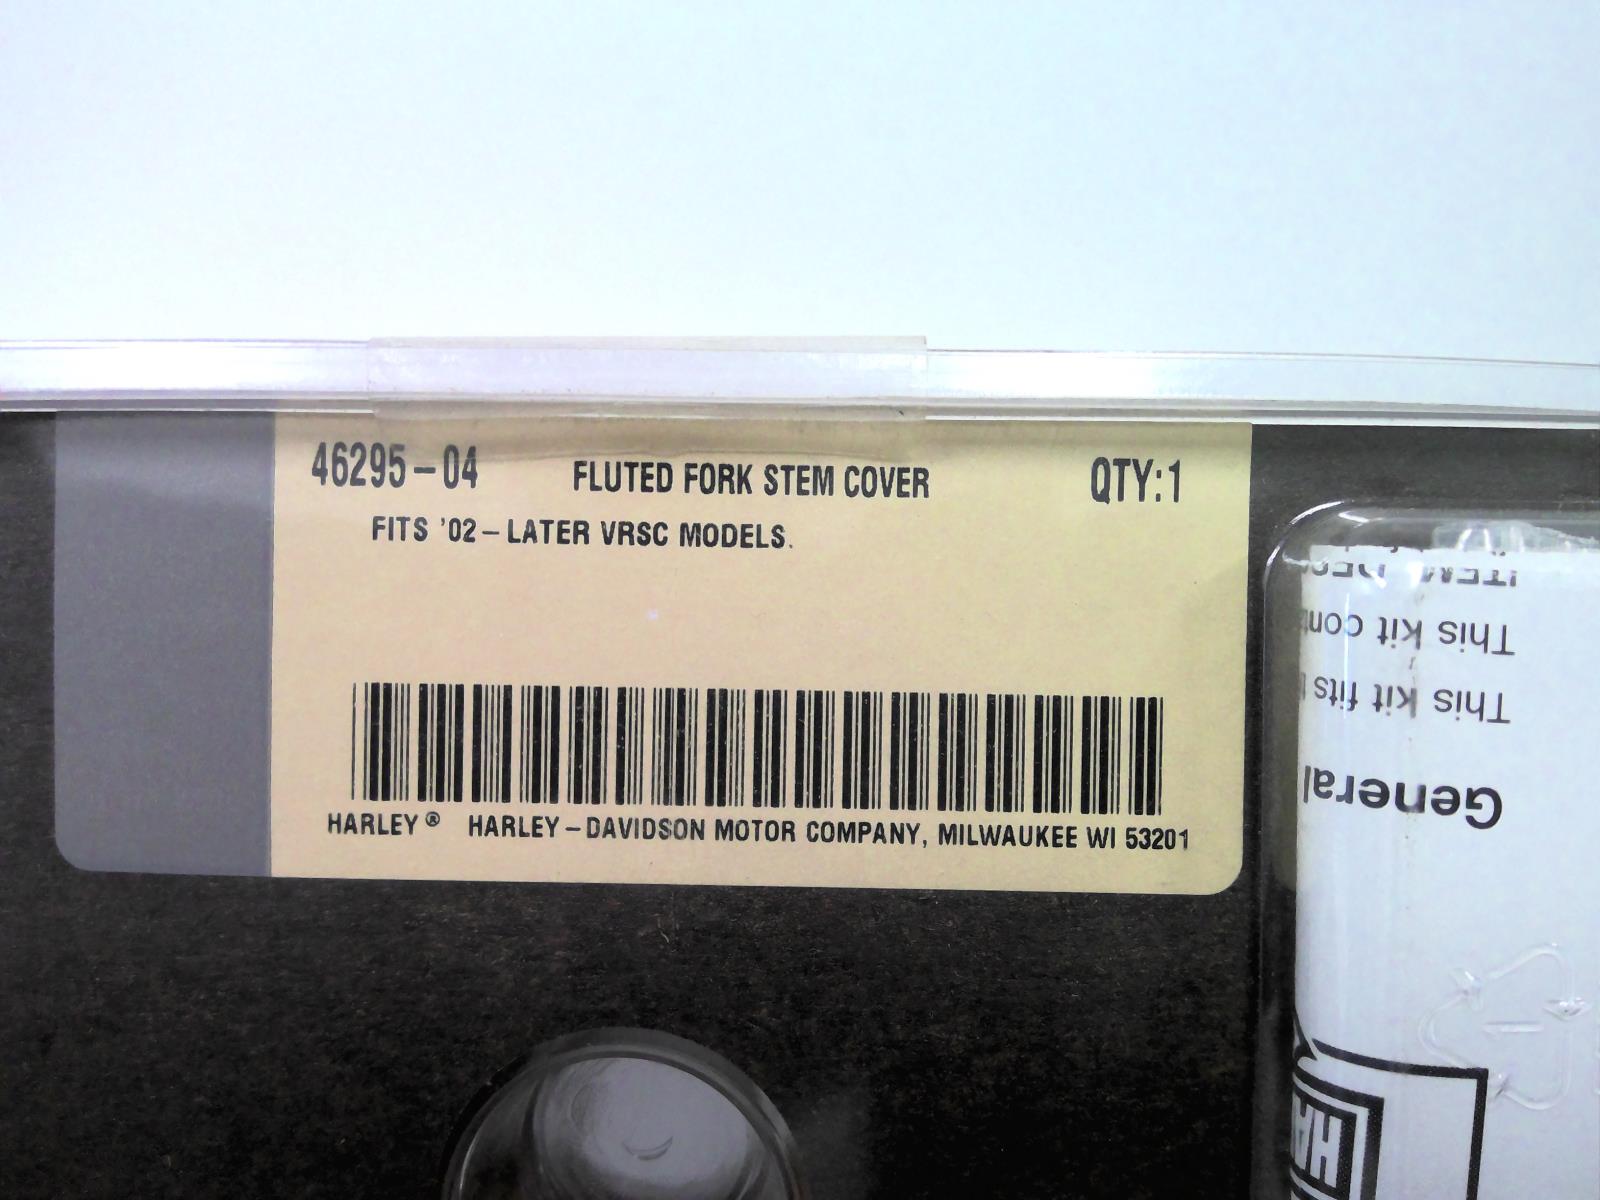 46295-04 FLUTED FORK STEM COVER QTY:1
FITS '02-LATER VRSC MODELS.
HARLEY® HARLEY-DAVIDSON MOTOR COMPANY, MILWAUKEE WI 53201
General
This kit fits
This kit